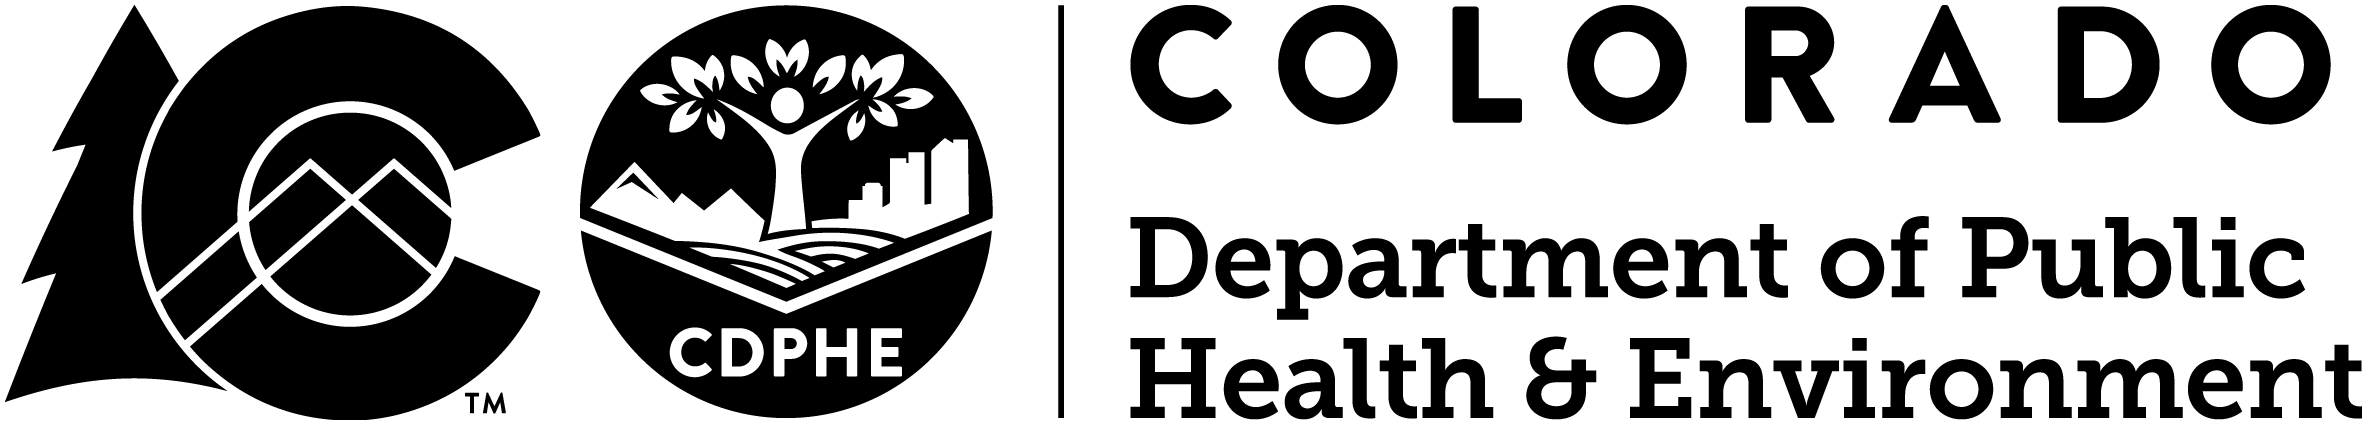 TM
CDPHE
COLORADO
Department of Public
Health & Environment